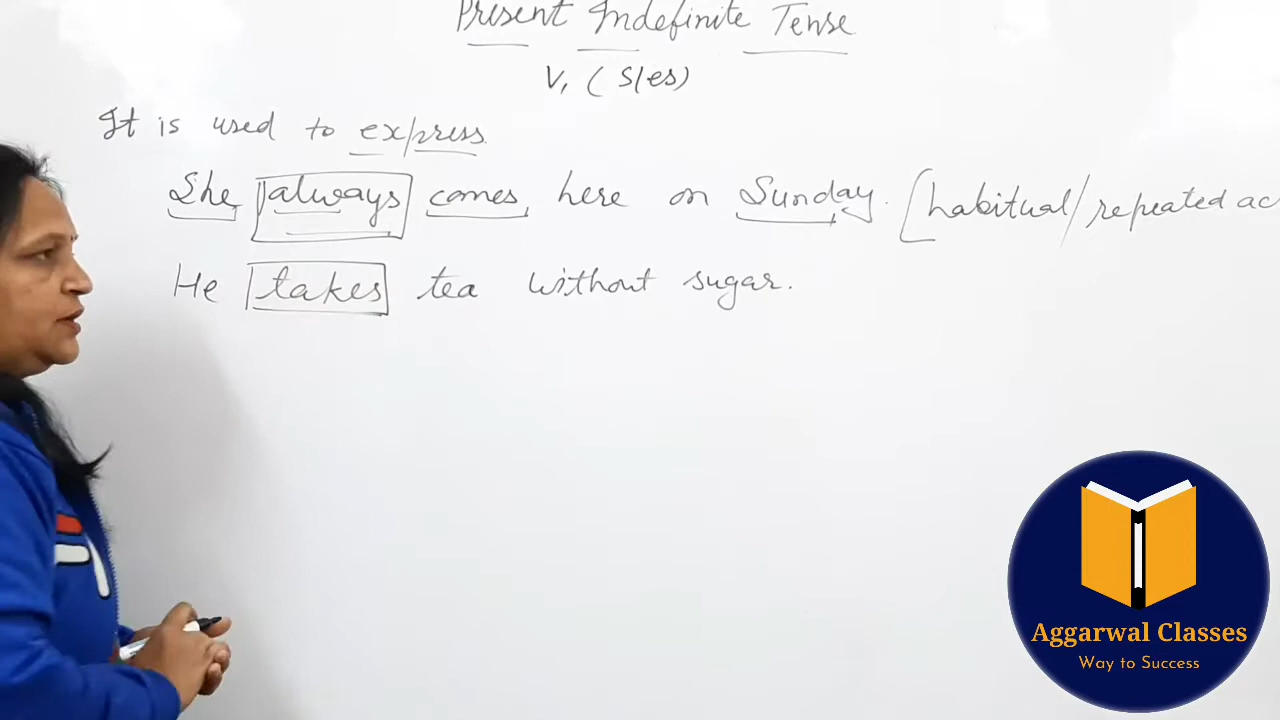 Present Indefinite Tense
V₁ (S/es)
It is used to express
She always comes here on Sunday. [habitual/repeated ac
He takes tea without sugar.
Aggarwal Classes
Way to Success